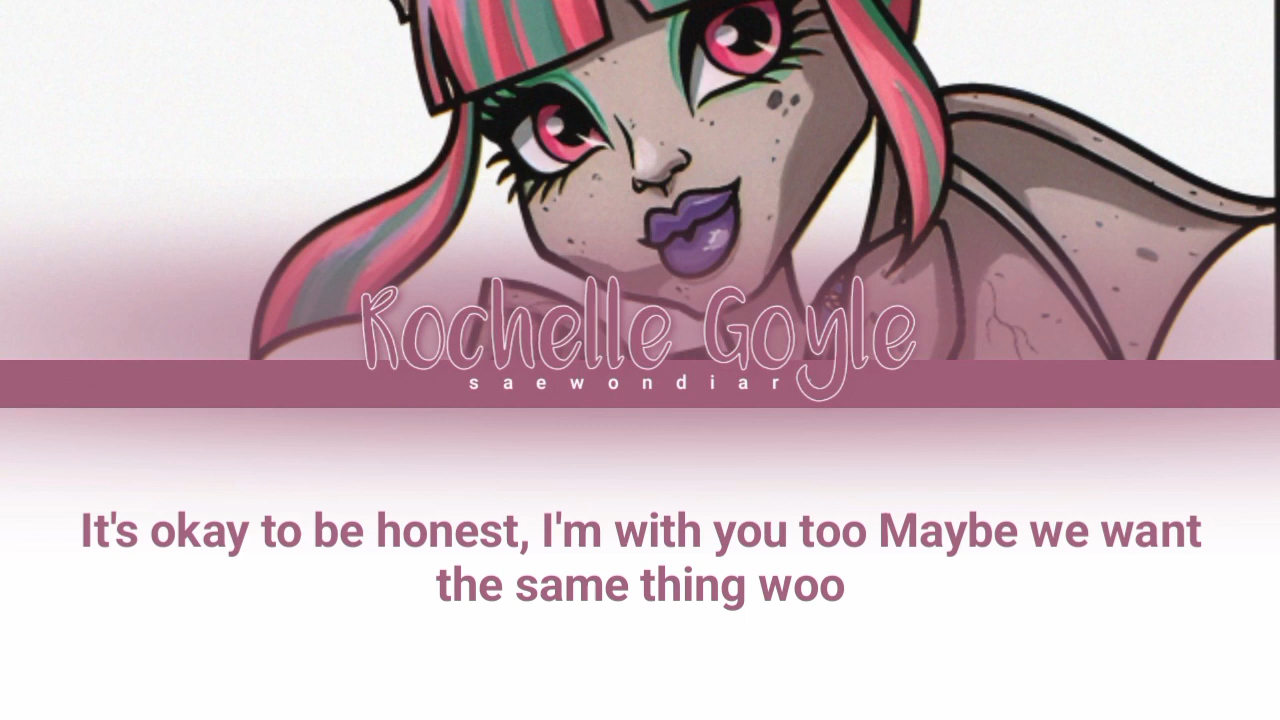 Rochelle Goyle
saewondiar
It's okay to be honest, I'm with you too Maybe we want
the same thing woo